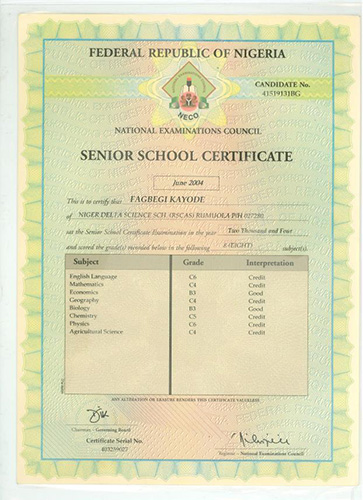 FEDERAL REPUBLIC OF NIGERIA
CANDIDATE No.
41519131BG
NECO
NATIONAL EXAMINATIONS COUNCIL
SENIOR SCHOOL CERTIFICATE
June 2004
This is to certify that FAGBEGI KAYODE
of NIGER DELTA SCIENCE SCH. (RSCAS) RUMUOLA P/H 027280
sat the Senior School Certificate Examination in the year Two Thousand and Four
and scored the grade(s) recorded below in the following 8 (EIGHT) subject(s).
Subject Grade Interpretation
English Language C6 Credit
Mathematics C4 Credit
Economics B3 Good
Geography C4 Credit
Biology B3 Good
Chemistry C5 Credit
Physics C6 Credit
Agricultural Science C4 Credit
ANY ALTERATION OR ERASURE RENDERS THIS CERTIFICATE VALUELESS
Chairman - Governing Board
Certificate Serial No.
Registrar - National Examinations Council